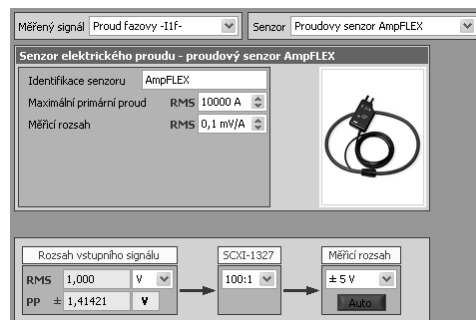 Měřený signál Proud fazovy -I1f- Senzor Proudovy senzor AmpFLEX
Senzor elektrického proudu - proudový senzor AmpFLEX
Identifikace senzoru AmpFLEX
Maximální primární proud RMS 10000 A
Měřicí rozsah RMS 0,1 mV/A
Rozsah vstupního signálu SCXI-1327 Měřicí rozsah
RMS 1,000 V 100:1 ± 5 V
PP ± 1,41421 V Auto